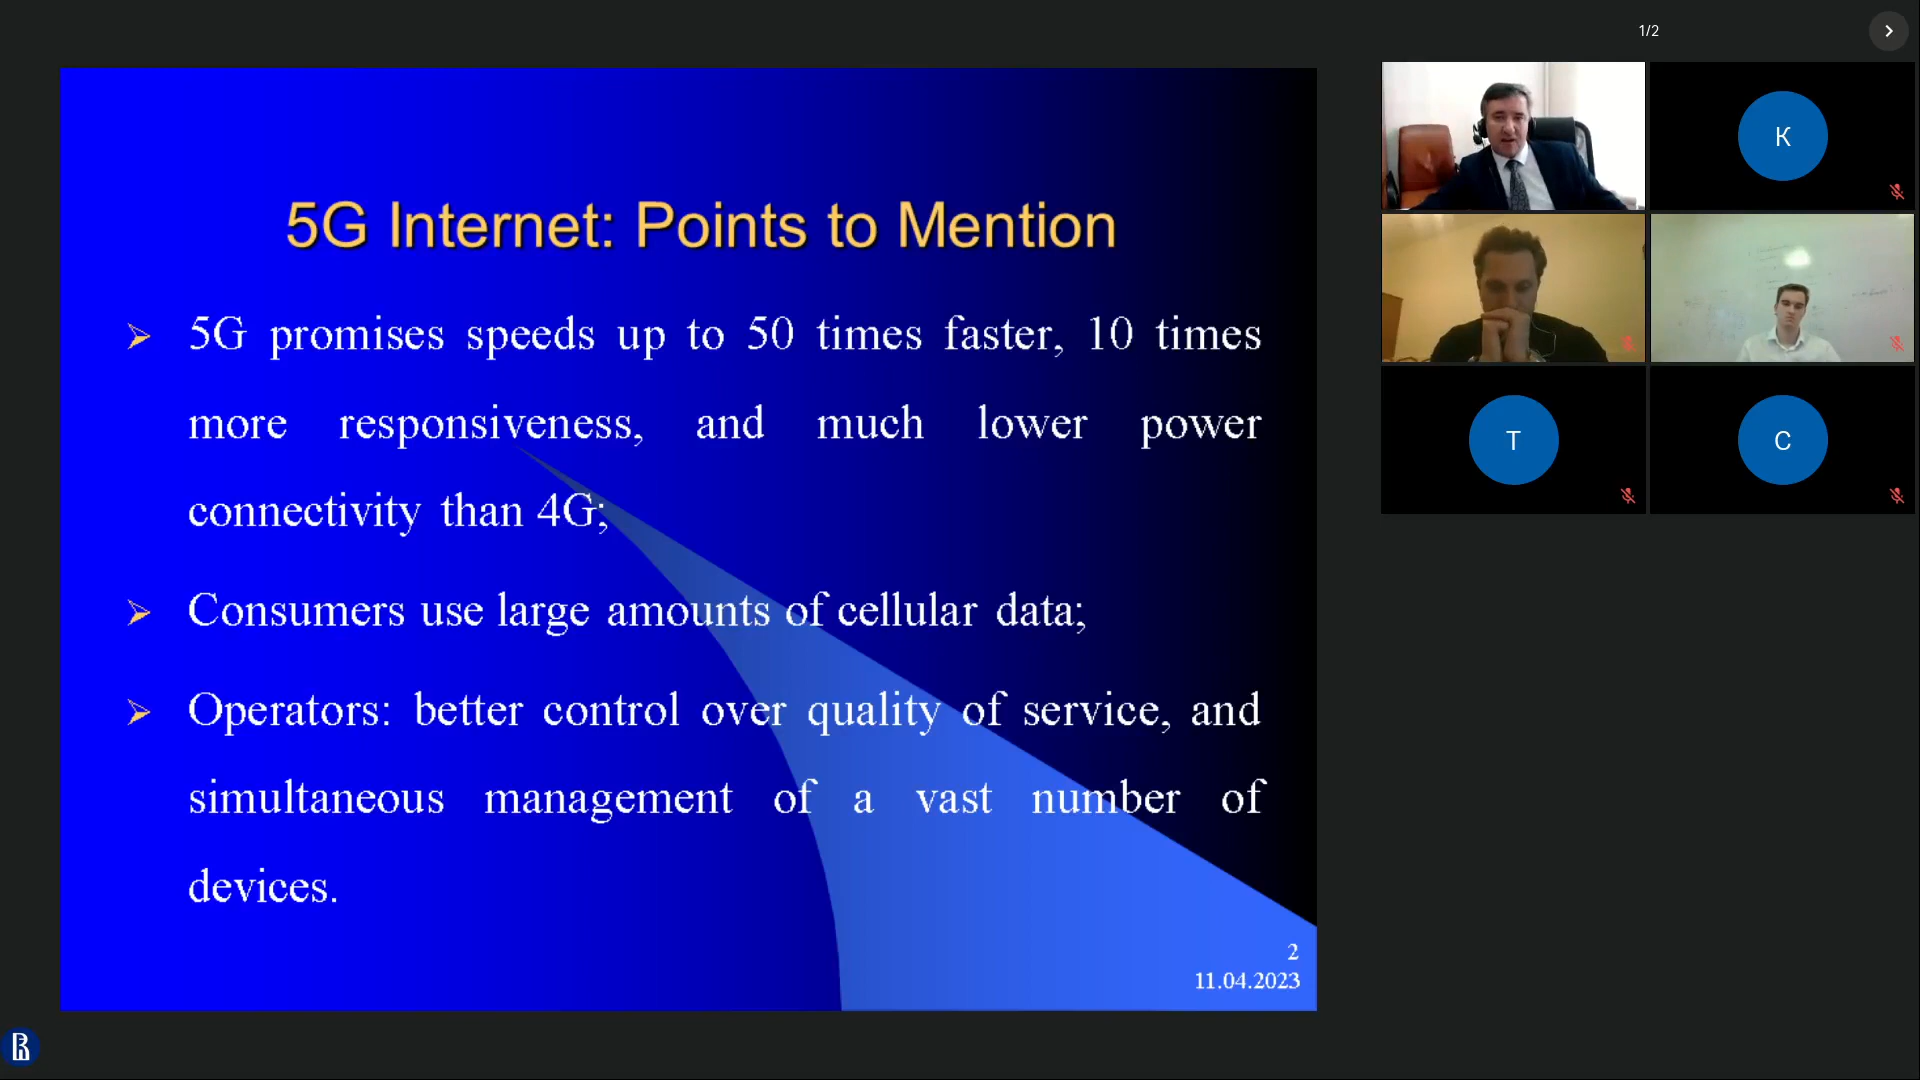 1/2
5G Internet: Points to Mention
5G promises speeds up to 50 times faster, 10 times
more responsiveness, and much lower power
connectivity than 4G;
Consumers use large amounts of cellular data;
Operators: better control over quality of service, and
simultaneous management of a vast number of
devices.
2
11.04.2023
K
T
C